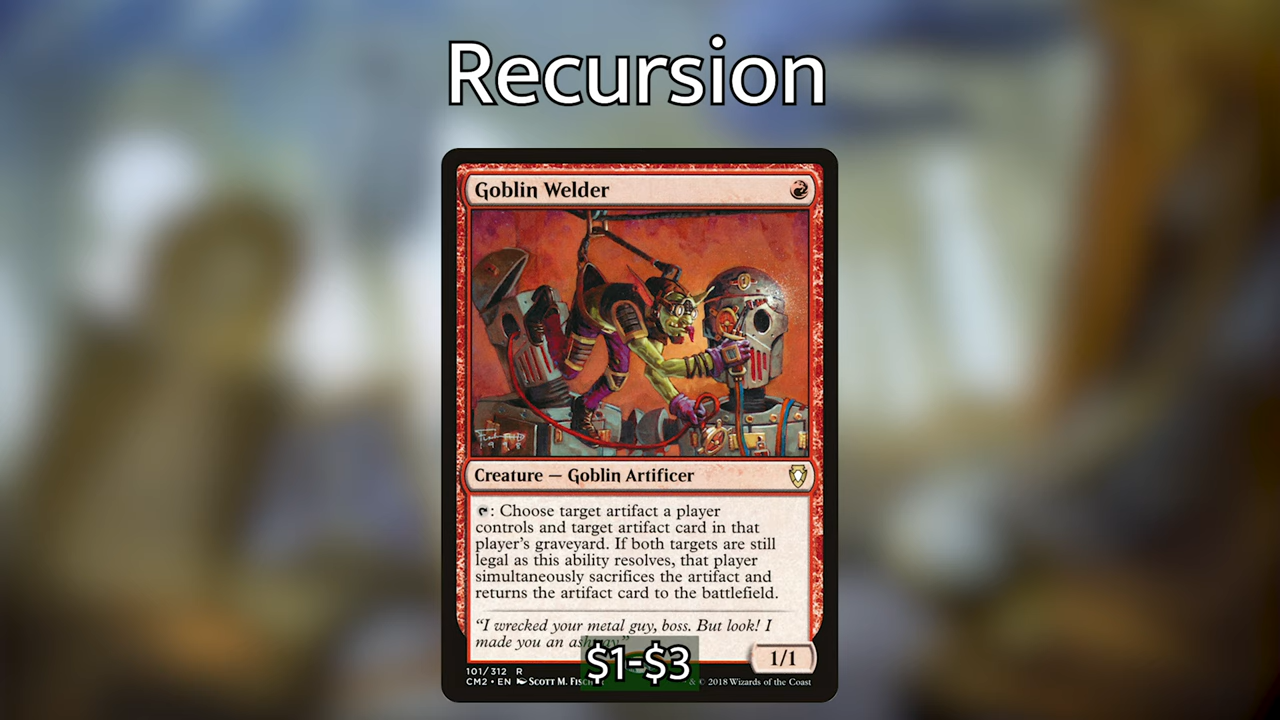 Recursion
Goblin Welder
Creature — Goblin Artificer
: Choose target artifact a player
controls and target artifact card in that
player's graveyard. If both targets are still
legal as this ability resolves, that player
simultaneously sacrifices the artifact and
returns the artifact card to the battlefield.
“I wrecked your metal guy, boss. But look! I
made you an
$1-$3
1/1
101/312 R
CM2 • EN Scott M.
& © 2018 Wizards of the Coast